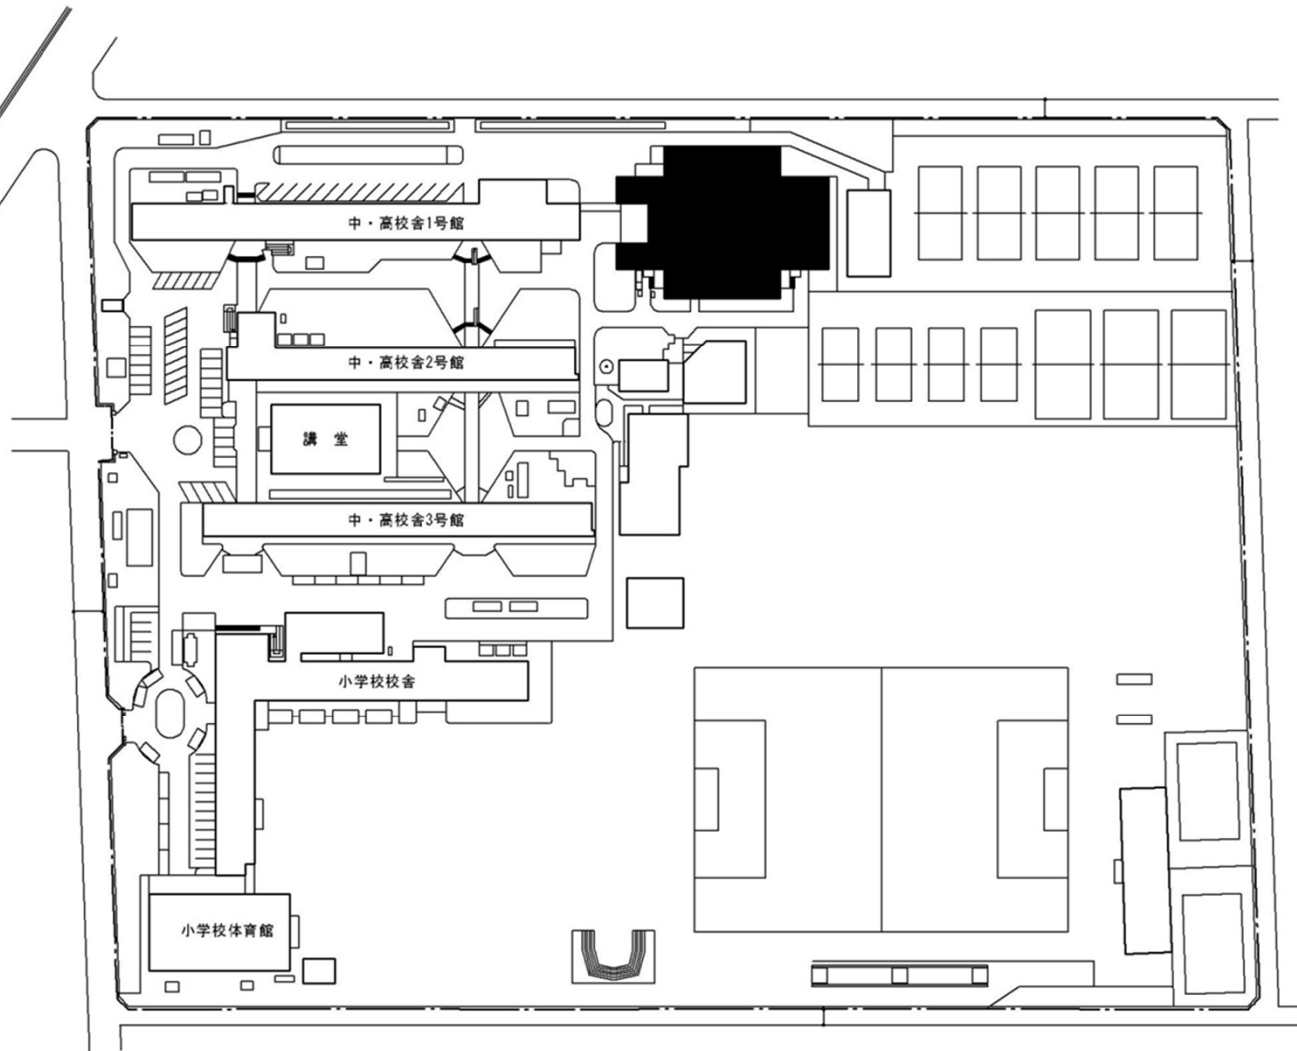 中・高校舎1号館
中・高校舎2号館
講 堂
中・高校舎3号館
小学校校舎
小学校体育館